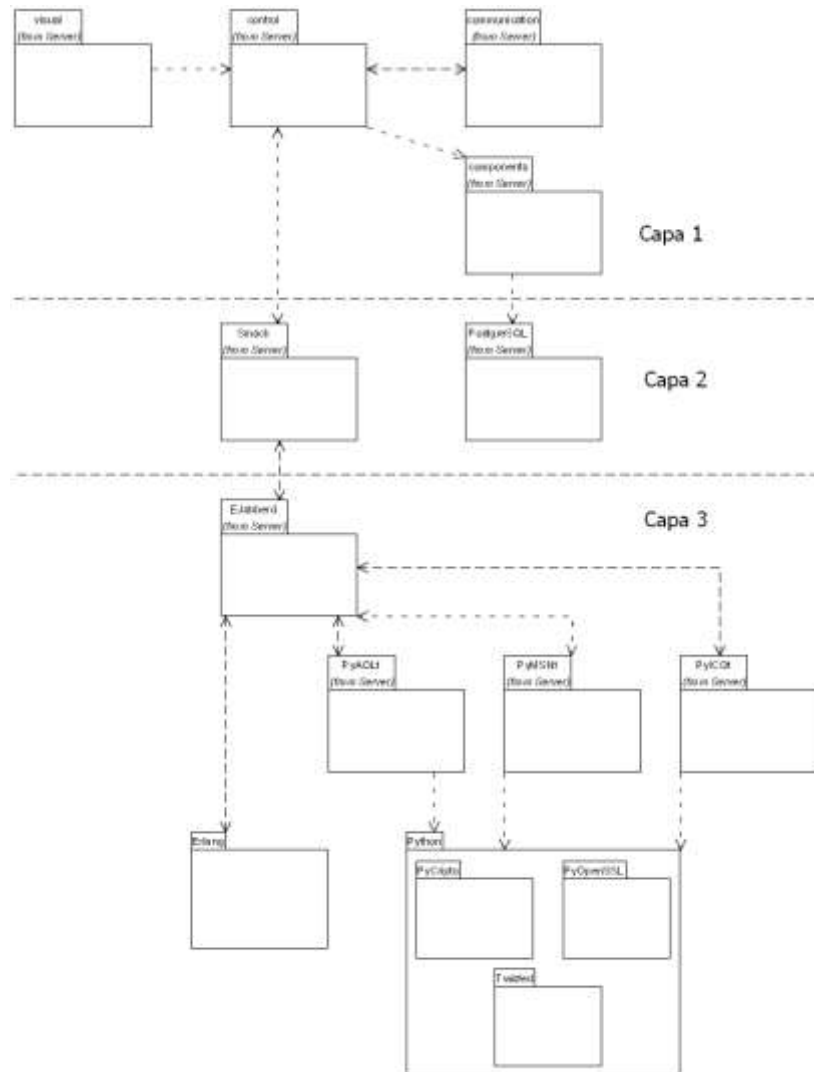 visual
(from Server)
control
(from Server)
communication
(from Server)
components
(from Server)
Capa 1
Smack
(from Server)
PostgreSQL
(from Server)
Capa 2
EJabberd
(from Server)
Capa 3
PyAOLt
(from Server)
PyMSNt
(from Server)
PyICQt
(from Server)
Erlang
Python
PyCripto
PyOpenSSL
Twisted